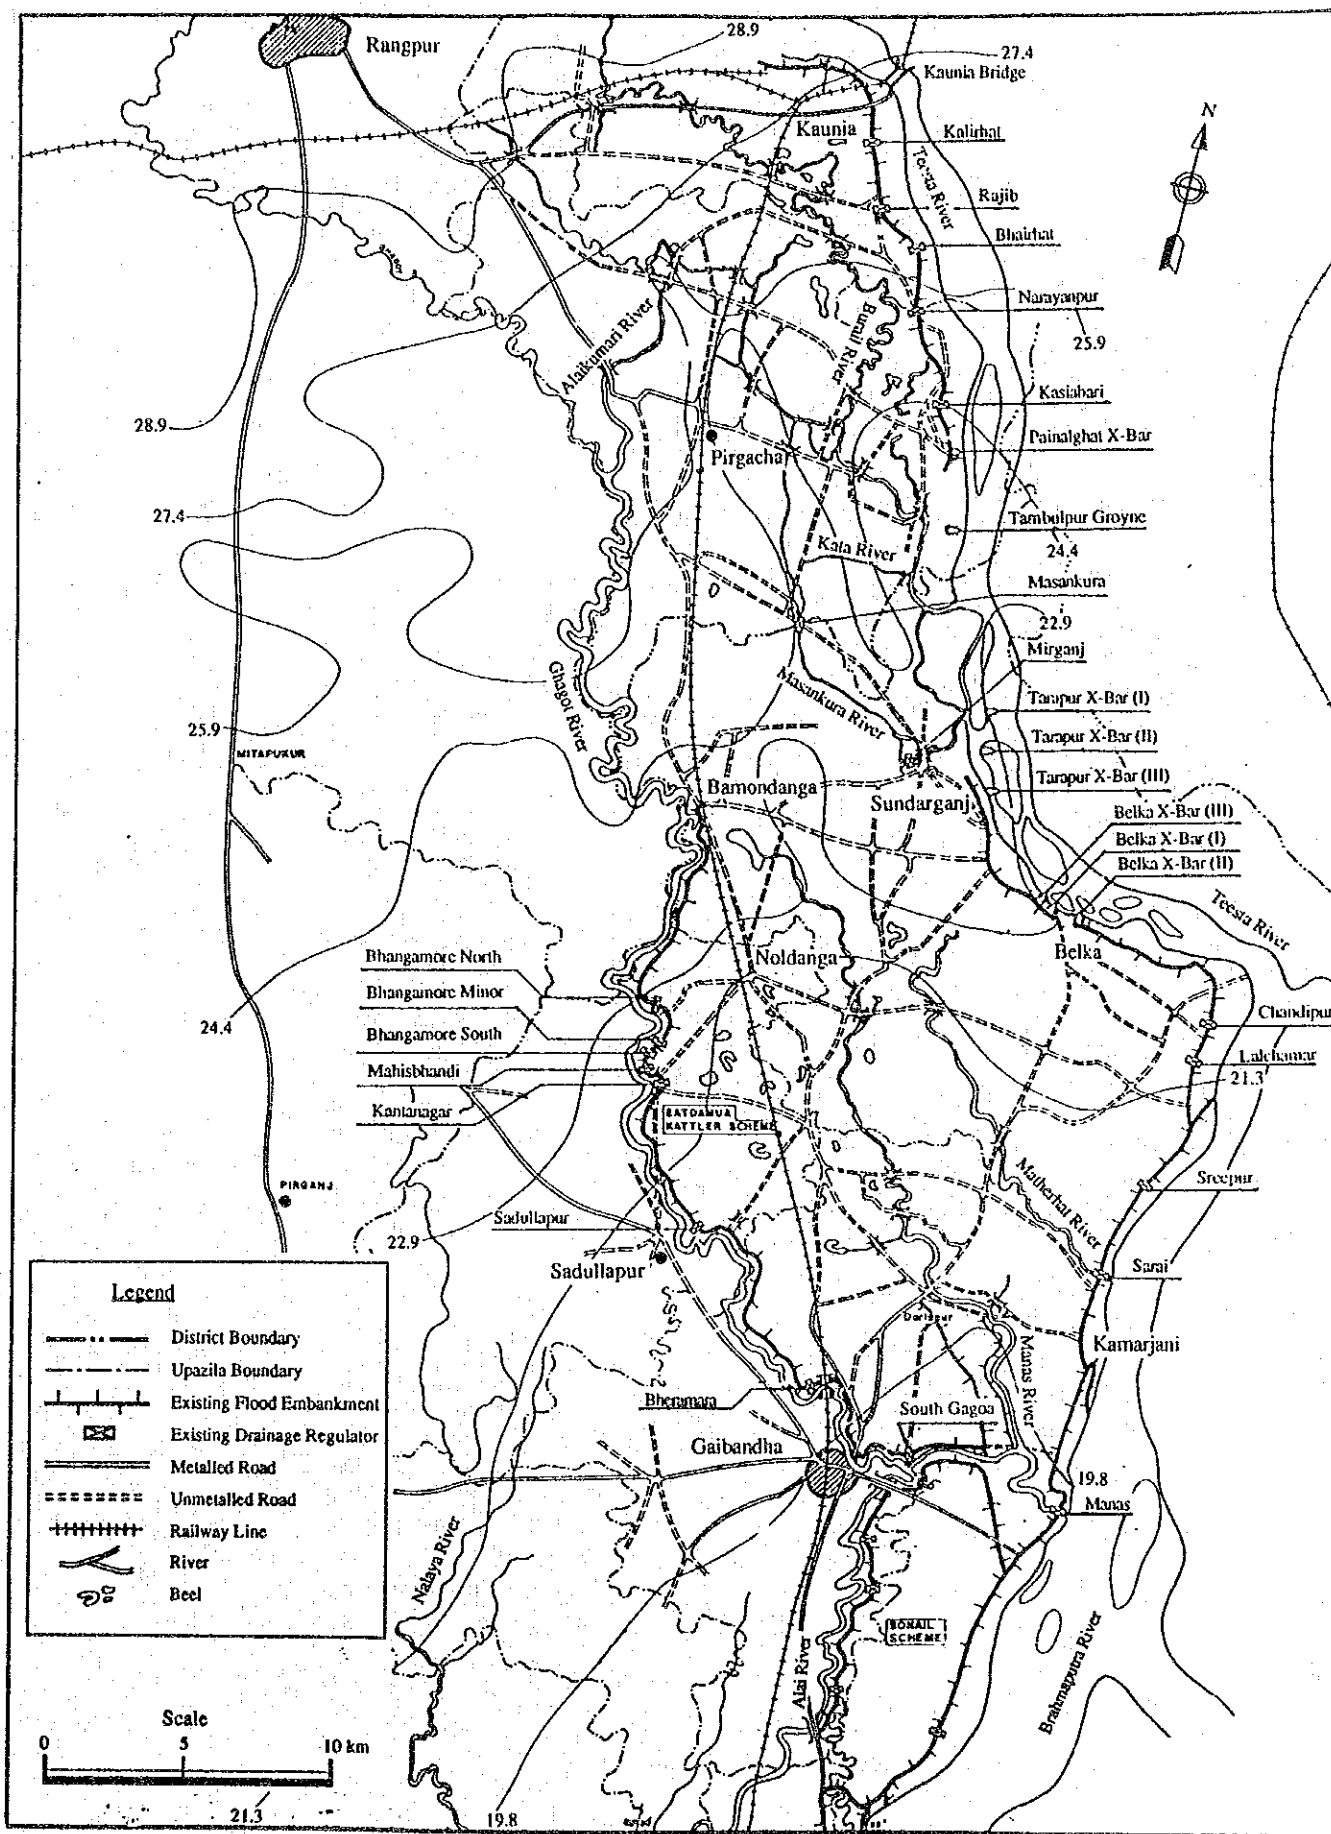 28.9
Rangpur
27.4
Kaunia Bridge
N
Kaunia
Kalirhat
Teesta River
Rajib
Bhairhat
GHAGOT
Narayanpur
Alaikumari River
Burail River
25.9
Kasiabari
28.9
Painalghat X-Bar
Pirgacha
27.4
Tambulpur Groyne
Kata River
24.4
Masankura
22.9
Mirganj
Ghagot River
Masankura River
Tarapur X-Bar (I)
25.9
Tarapur X-Bar (II)
MITAPUKUR
Tarapur X-Bar (III)
Bamondanga
Sundarganj
Belka X-Bar (III)
Belka X-Bar (I)
Belka X-Bar (II)
Teesta River
Bhangamore North
Noldanga
Belka
Bhangamore Minor
24.4
Chandipur
Bhangamore South
Lalchamar
Mahisbhandi
21.3
Kantanagar
SATDAMUA
KATTLER SCHEME
Matherhat River
Sreepur
PIRGANJ
Sadullapur
22.9
Sarai
Sadullapur
Legend
Dariapur
Manas River
Kamarjani
District Boundary
Upazila Boundary
Existing Flood Embankment
Bheramara
South Gagoa
Existing Drainage Regulator
Gaibandha
Metalled Road
19.8
Unmetalled Road
Manas
Railway Line
River
Nalaya River
Beel
SONAIL
SCHEME
Alai River
Brahmaputra River
Scale
0 5 10 km
21.3
19.8